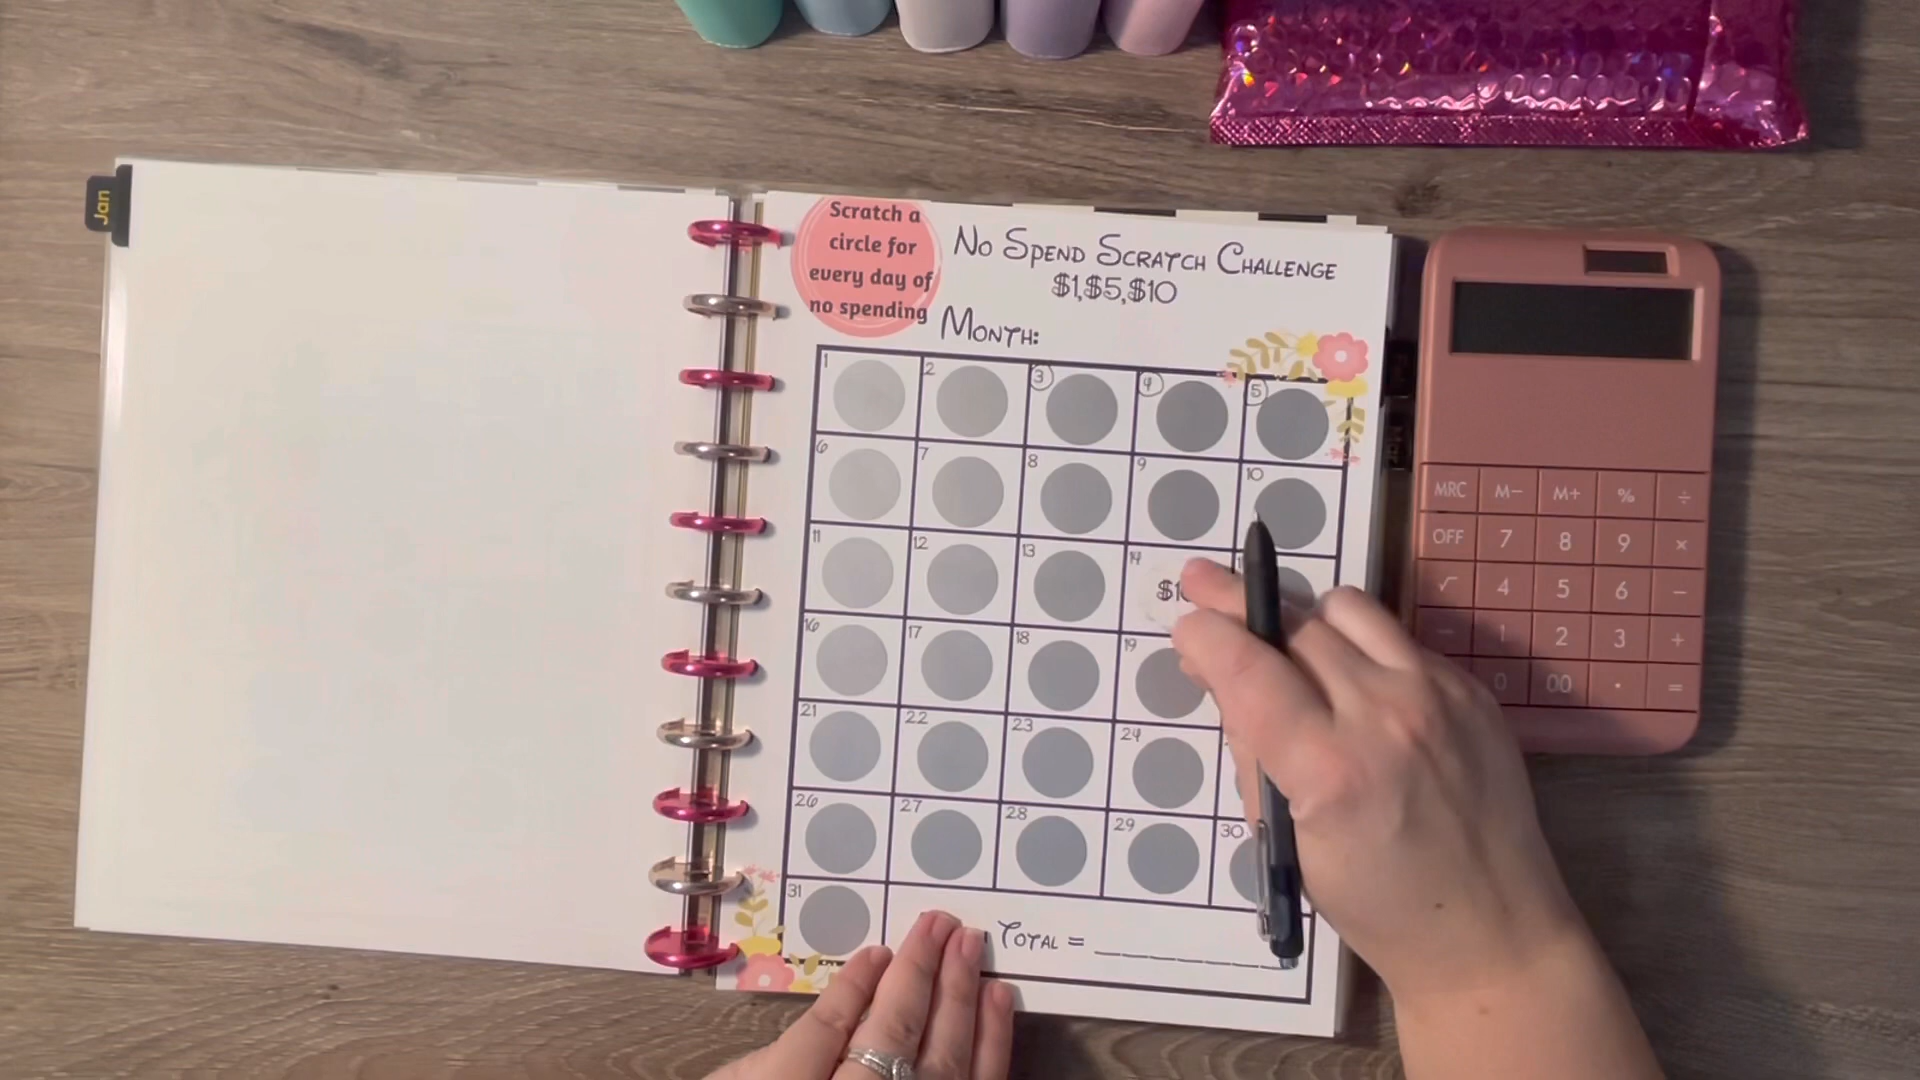 Jan
Scratch a
circle for
every day of
no spending
No Spend Scratch Challenge
$1,$5,$10
Month:
1 2 3 4 5
6 7 8 9 10
11 12 13 14
16 17 18 19
21 22 23 24
26 27 28 29 30
31
Total =
MRC M− M+ % ÷
OFF 7 8 9 ×
√ 4 5 6 −
1 2 3 +
0 00 . =